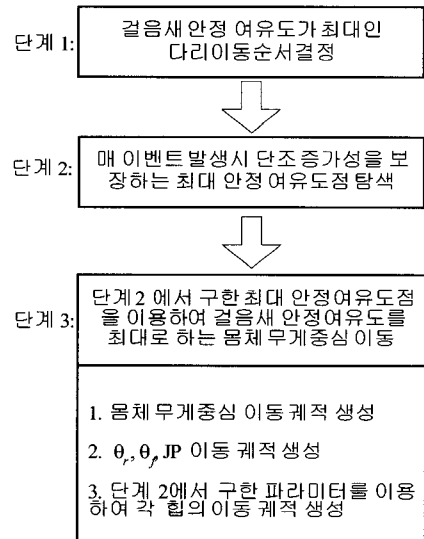 단계 1:
걸음새 안정 여유도가 최대인
다리이동순서결정
단계 2:
매 이벤트 발생시 단조 증가성을 보
장하는 최대 안정 여유도점 탐색
단계 3:
단계2 에서 구한 최대 안정여유도점
을 이용하여 걸음새 안정여유도를
최대로 하는 몸체 무게중심 이동
1. 몸체 무게중심 이동 궤적 생성
2. θr, θf, JP 이동 궤적 생성
3. 단계 2에서 구한 파라미터를 이용
하여 각 힙의 이동 궤적 생성